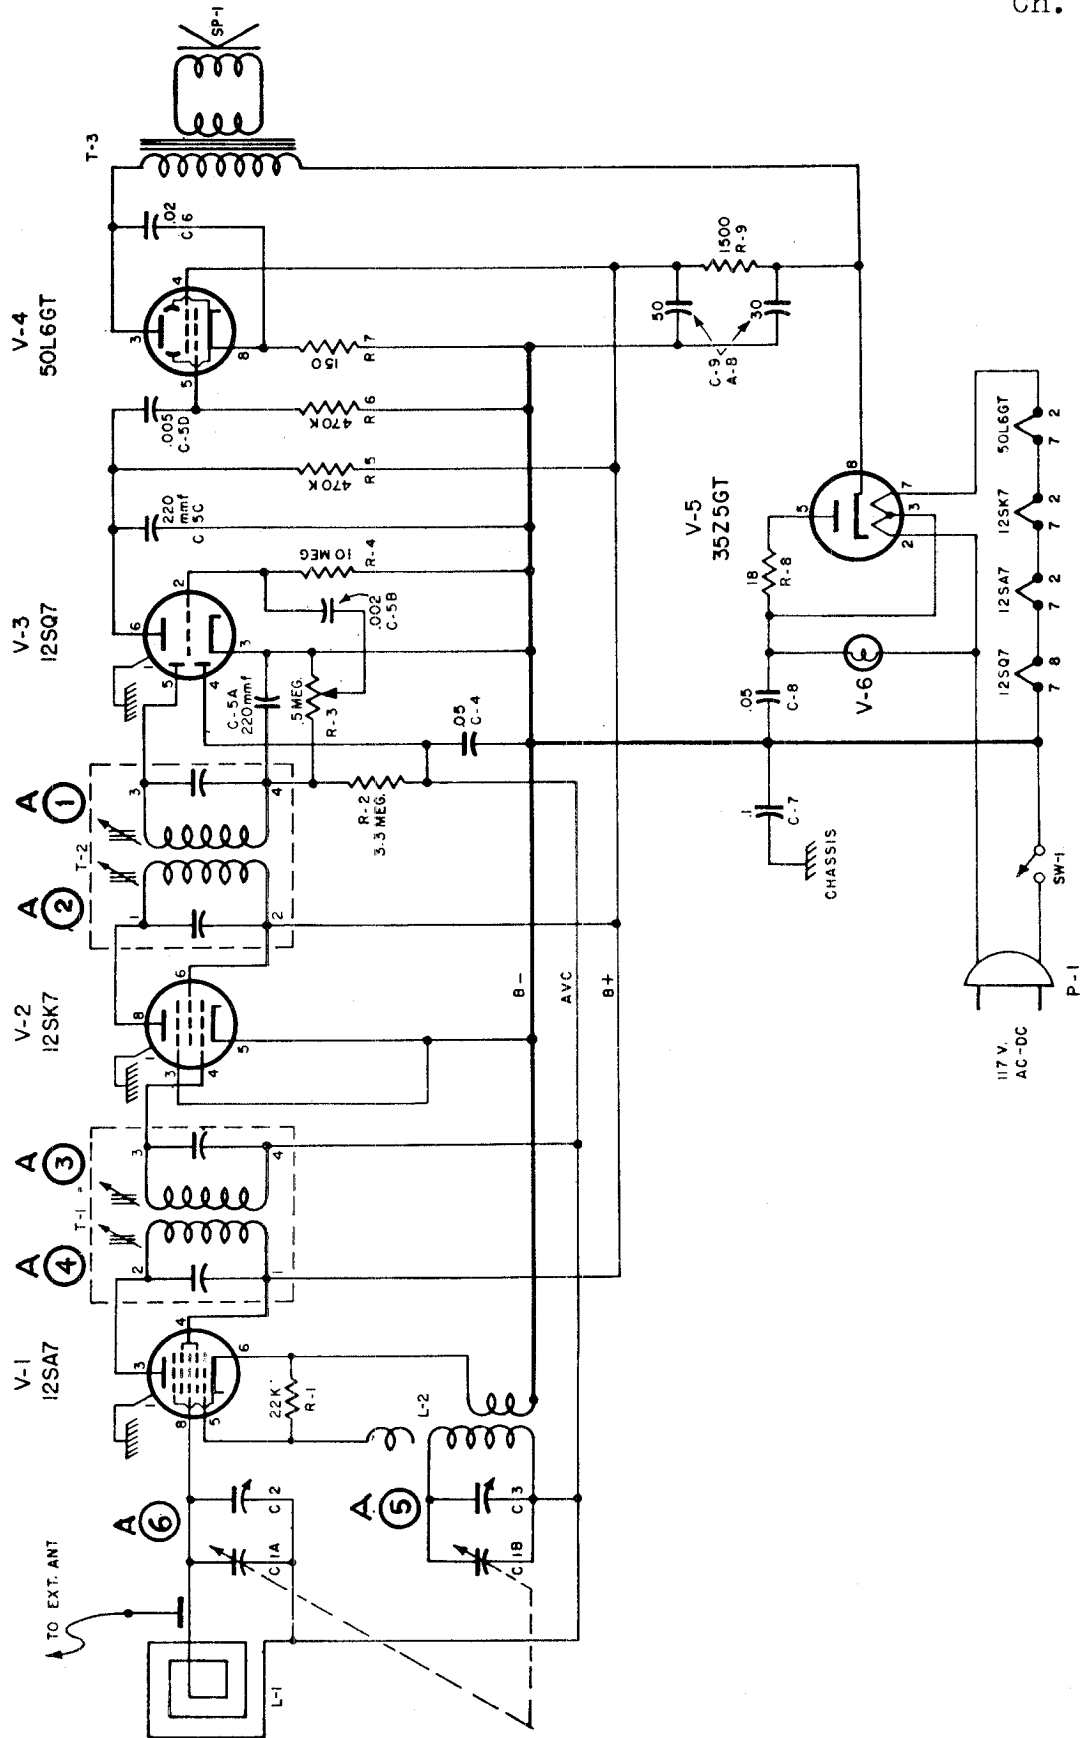 Ch.
V-1
12SA7
V-2
12SK7
V-3
12SQ7
V-4
50L6GT
A
6
A
4
A
3
A
2
A
1
A
5
T-1
T-2
T-3
SP-1
TO EXT. ANT
L-1
C 1A
C 2
C 1B
C 3
L-2
22K
R-1
8
5
3
1
4
6
2
1
3
4
3
4
1
8
6
5
1
2
3
4
R-2
3.3 MEG.
C-5A
220mmf
.5 MEG.
R-3
.05
C-4
5
4
1
6
2
3
.002
C-5B
10 MEG
R-4
220
mmf
C 5C
470K
R 5
.005
C-5D
470K
R 6
150
R 7
3
5
8
4
.02
C 6
B-
AVC
B+
50
30
C-9
A-8
1500
R-9
V-5
35Z5GT
5
8
2
3
7
18
R-8
V-6
.05
C-8
.1
C-7
CHASSIS
12SQ7
7 8
12SA7
7 2
12SK7
7 2
50L6GT
7 2
SW-1
P-1
117 V.
AC-DC